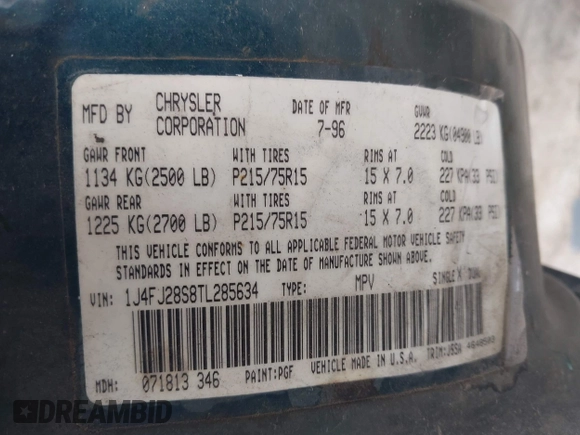 MFD BY CHRYSLER CORPORATION DATE OF MFR 7-96 GVWR 2223 KG(04900 LB)
GAWR FRONT WITH TIRES RIMS AT COLD
1134 KG(2500 LB) P215/75R15 15 X 7.0 227 KPA(33 PSI)
GAWR REAR WITH TIRES RIMS AT COLD
1225 KG(2700 LB) P215/75R15 15 X 7.0 227 KPA(33 PSI)
THIS VEHICLE CONFORMS TO ALL APPLICABLE FEDERAL MOTOR VEHICLE SAFETY
STANDARDS IN EFFECT ON THE DATE OF MANUFACTURE SHOWN ABOVE.
VIN: 1J4FJ28S8TL285634 TYPE: MPV SINGLE X DUAL
MDH: 071813 346 PAINT:PGF VEHICLE MADE IN U.S.A. TRIM:J8SA
DREAMBID